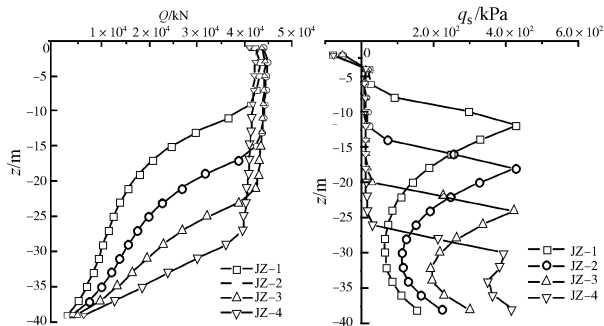 Q/kN
1 × 10⁴ 2 × 10⁴ 3 × 10⁴ 4 × 10⁴ 5 × 10⁴
0
−5
−10
−15
−20
−25
−30
−35
−40
z/m
JZ−1
JZ−2
JZ−3
JZ−4
qₛ/kPa
0 2.0 × 10² 4.0 × 10² 6.0 × 10²
0
−5
−10
−15
−20
−25
−30
−35
−40
z/m
JZ−1
JZ−2
JZ−3
JZ−4